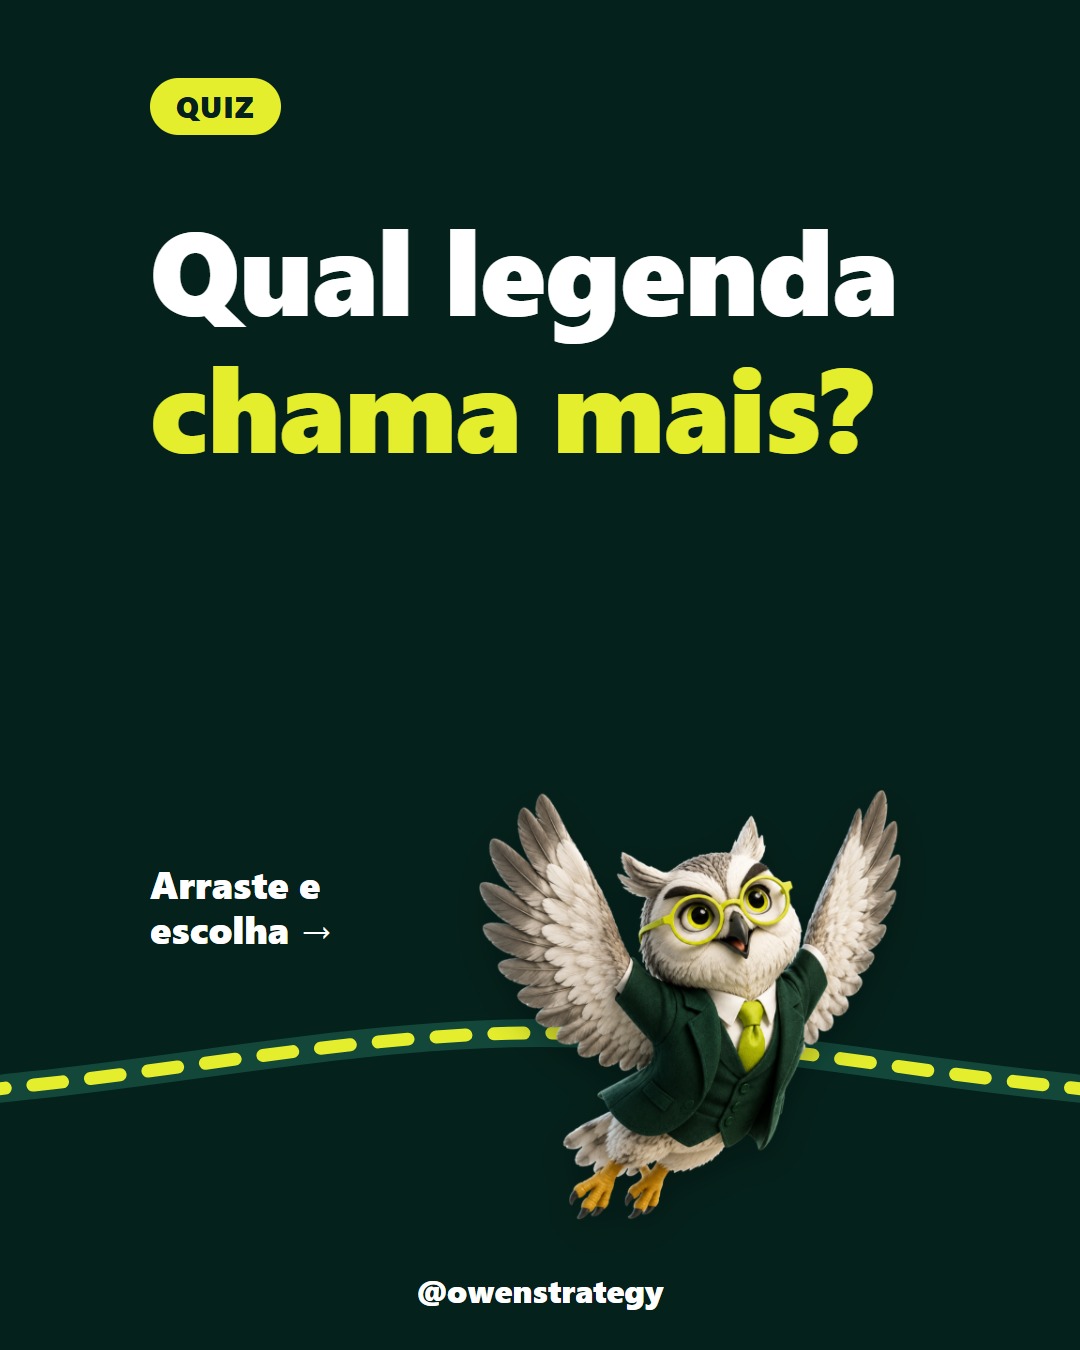 QUIZ
Qual legenda
chama mais?
Arraste e
escolha →
@owenstrategy